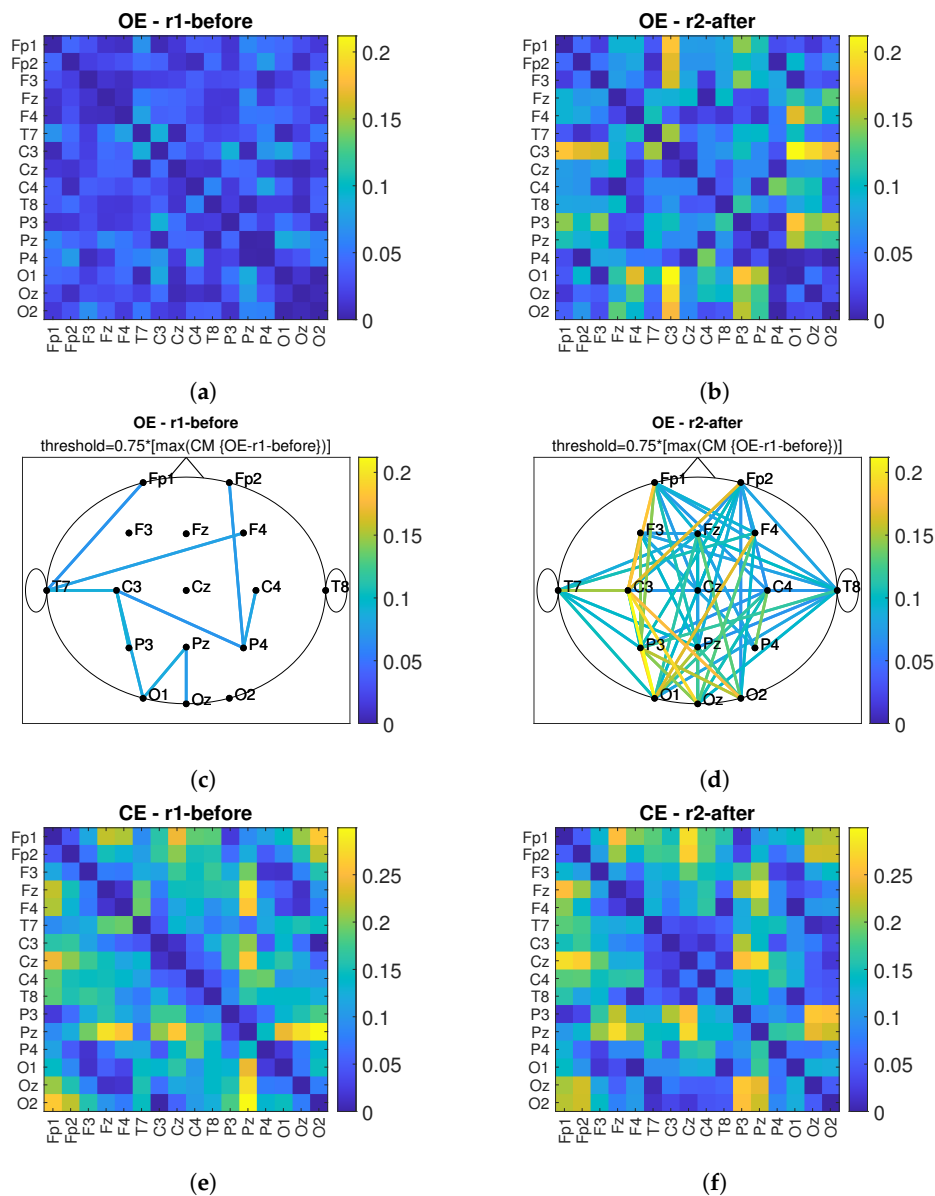 OE - r1-before
OE - r2-after
Fp1
Fp2
F3
Fz
F4
T7
C3
Cz
C4
T8
P3
Pz
P4
O1
Oz
O2
0.2
0.15
0.1
0.05
0
Fp1 Fp2 F3 Fz F4 T7 C3 Cz C4 T8 P3 Pz P4 O1 Oz O2
Fp1
Fp2
F3
Fz
F4
T7
C3
Cz
C4
T8
P3
Pz
P4
O1
Oz
O2
0.2
0.15
0.1
0.05
0
Fp1 Fp2 F3 Fz F4 T7 C3 Cz C4 T8 P3 Pz P4 O1 Oz O2
(a)
(b)
OE - r1-before
threshold=0.75*[max(CM {OE-r1-before})]
Fp1 Fp2
F3 Fz F4
T7 C3 Cz C4 T8
P3 Pz P4
O1 Oz O2
0.2
0.15
0.1
0.05
0
OE - r2-after
threshold=0.75*[max(CM {OE-r1-before})]
Fp1 Fp2
F3 Fz F4
T7 C3 Cz C4 T8
P3 Pz P4
O1 Oz O2
0.2
0.15
0.1
0.05
0
(c)
(d)
CE - r1-before
CE - r2-after
Fp1
Fp2
F3
Fz
F4
T7
C3
Cz
C4
T8
P3
Pz
P4
O1
Oz
O2
0.25
0.2
0.15
0.1
0.05
0
Fp1 Fp2 F3 Fz F4 T7 C3 Cz C4 T8 P3 Pz P4 O1 Oz O2
Fp1
Fp2
F3
Fz
F4
T7
C3
Cz
C4
T8
P3
Pz
P4
O1
Oz
O2
0.25
0.2
0.15
0.1
0.05
0
Fp1 Fp2 F3 Fz F4 T7 C3 Cz C4 T8 P3 Pz P4 O1 Oz O2
(e)
(f)